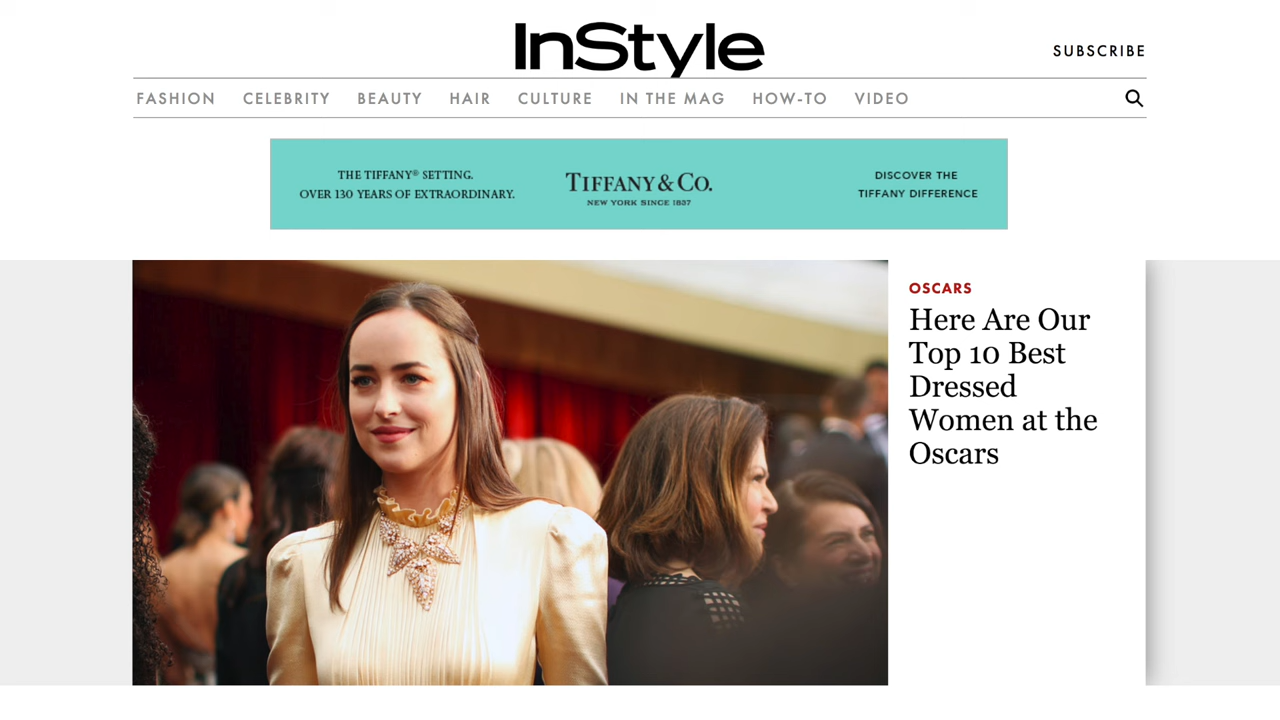 InStyle
SUBSCRIBE
FASHION CELEBRITY BEAUTY HAIR CULTURE IN THE MAG HOW-TO VIDEO
THE TIFFANY® SETTING.
OVER 130 YEARS OF EXTRAORDINARY.
TIFFANY & CO.
NEW YORK SINCE 1837
DISCOVER THE
TIFFANY DIFFERENCE
OSCARS
Here Are Our
Top 10 Best
Dressed
Women at the
Oscars